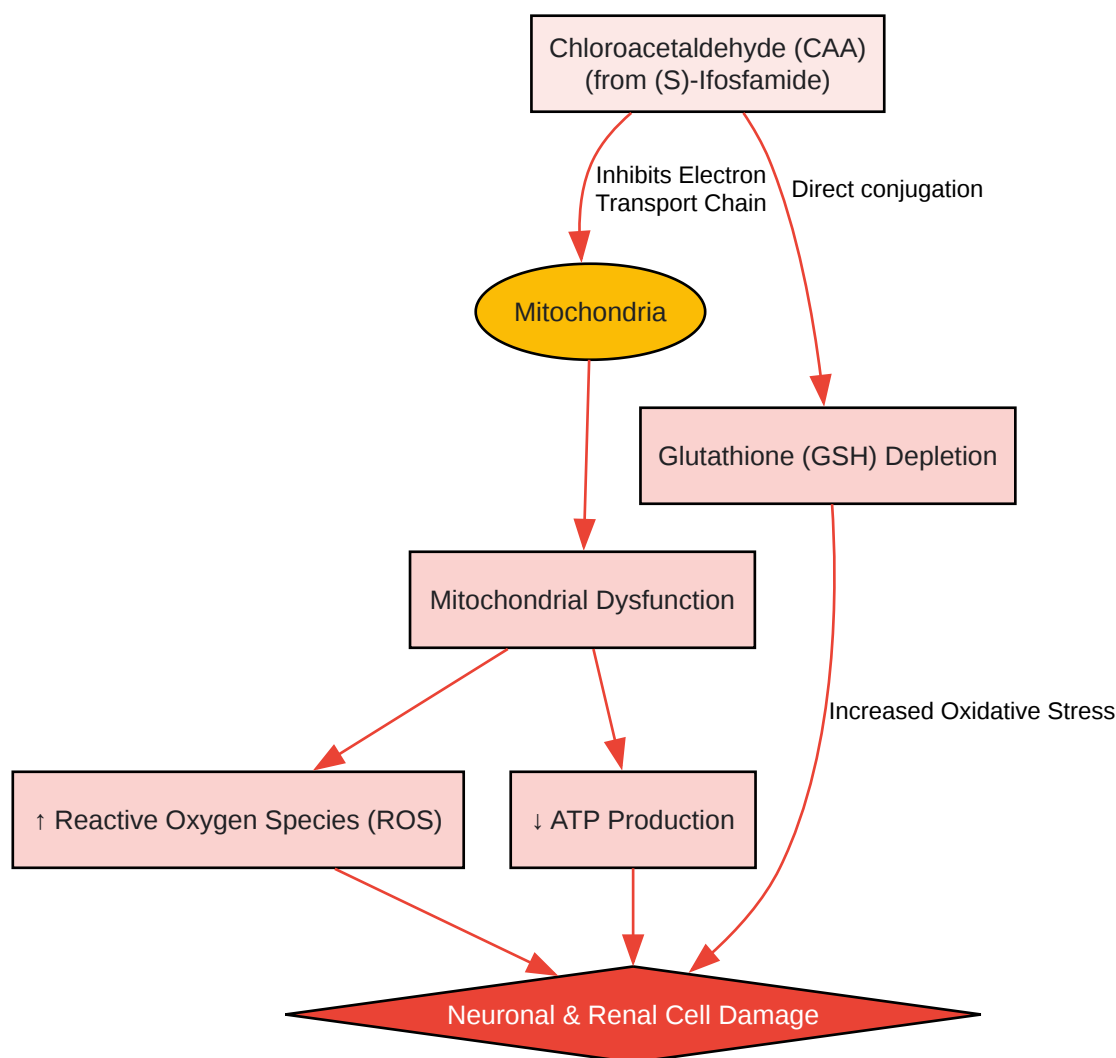 Chloroacetaldehyde (CAA)
(from (S)-Ifosfamide)
Inhibits Electron
Transport Chain
Direct conjugation
Mitochondria
Glutathione (GSH) Depletion
Mitochondrial Dysfunction
Increased Oxidative Stress
↑ Reactive Oxygen Species (ROS)
↓ ATP Production
Neuronal & Renal Cell Damage